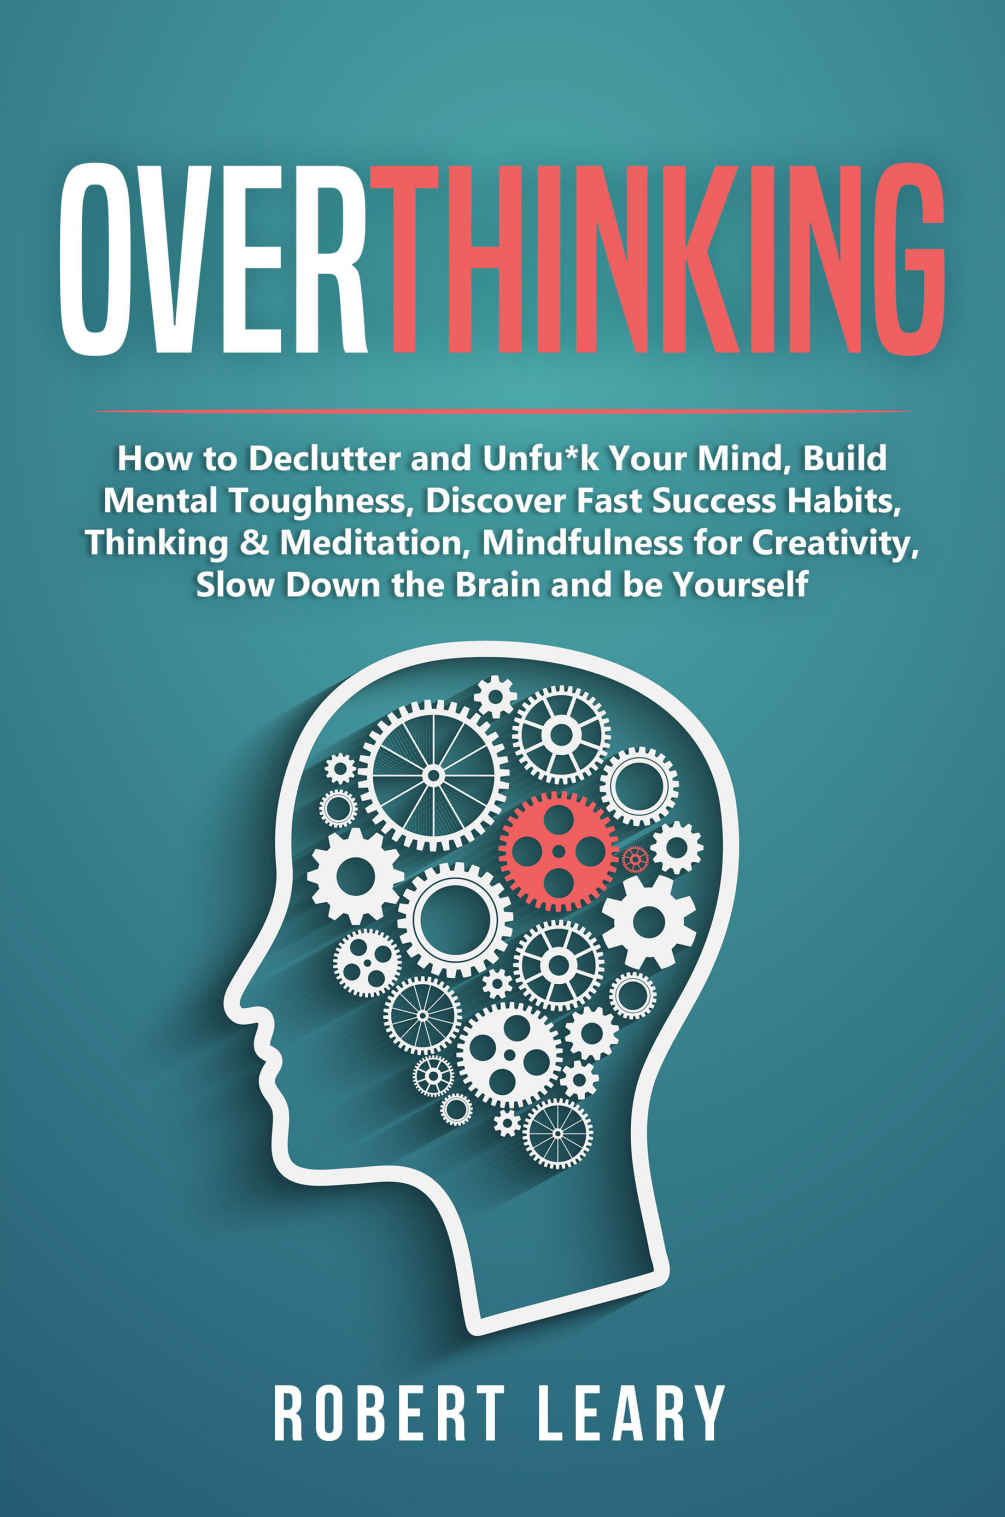 OVERTHINKING
How to Declutter and Unfu*k Your Mind, Build
Mental Toughness, Discover Fast Success Habits,
Thinking & Meditation, Mindfulness for Creativity,
Slow Down the Brain and be Yourself
ROBERT LEARY